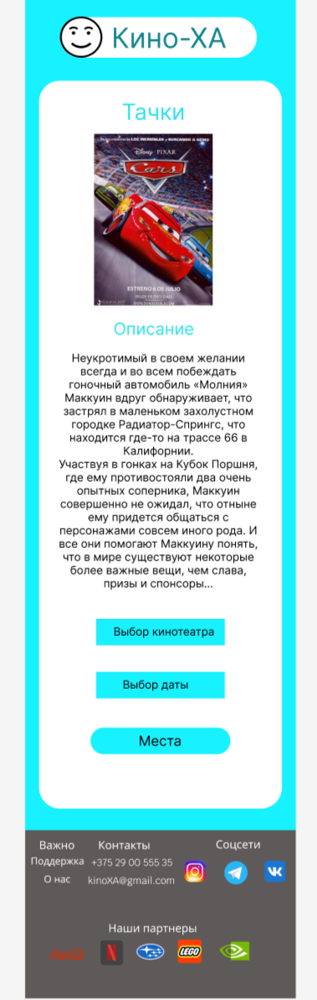 Кино-ХА
Тачки
LOS INCREIBLES y BUSCANDO A NEMO
Disney · PIXAR
Cars
ESTRENO 6 DE JULIO
Описание
Неукротимый в своем желании
всегда и во всем побеждать
гоночный автомобиль «Молния»
Маккуин вдруг обнаруживает, что
застрял в маленьком захолустном
городке Радиатор-Спрингс, что
находится где-то на трассе 66 в
Калифорнии.
Участвуя в гонках на Кубок Поршня,
где ему противостояли два очень
опытных соперника, Маккуин
совершенно не ожидал, что отныне
ему придется общаться с
персонажами совсем иного рода. И
все они помогают Маккуину понять,
что в мире существуют некоторые
более важные вещи, чем слава,
призы и спонсоры...
Выбор кинотеатра
Выбор даты
Места
Важно Контакты Соцсети
Поддержка +375 29 00 555 35
О нас kinoXA@gmail.com
Наши партнеры
Coca-Cola N LEGO